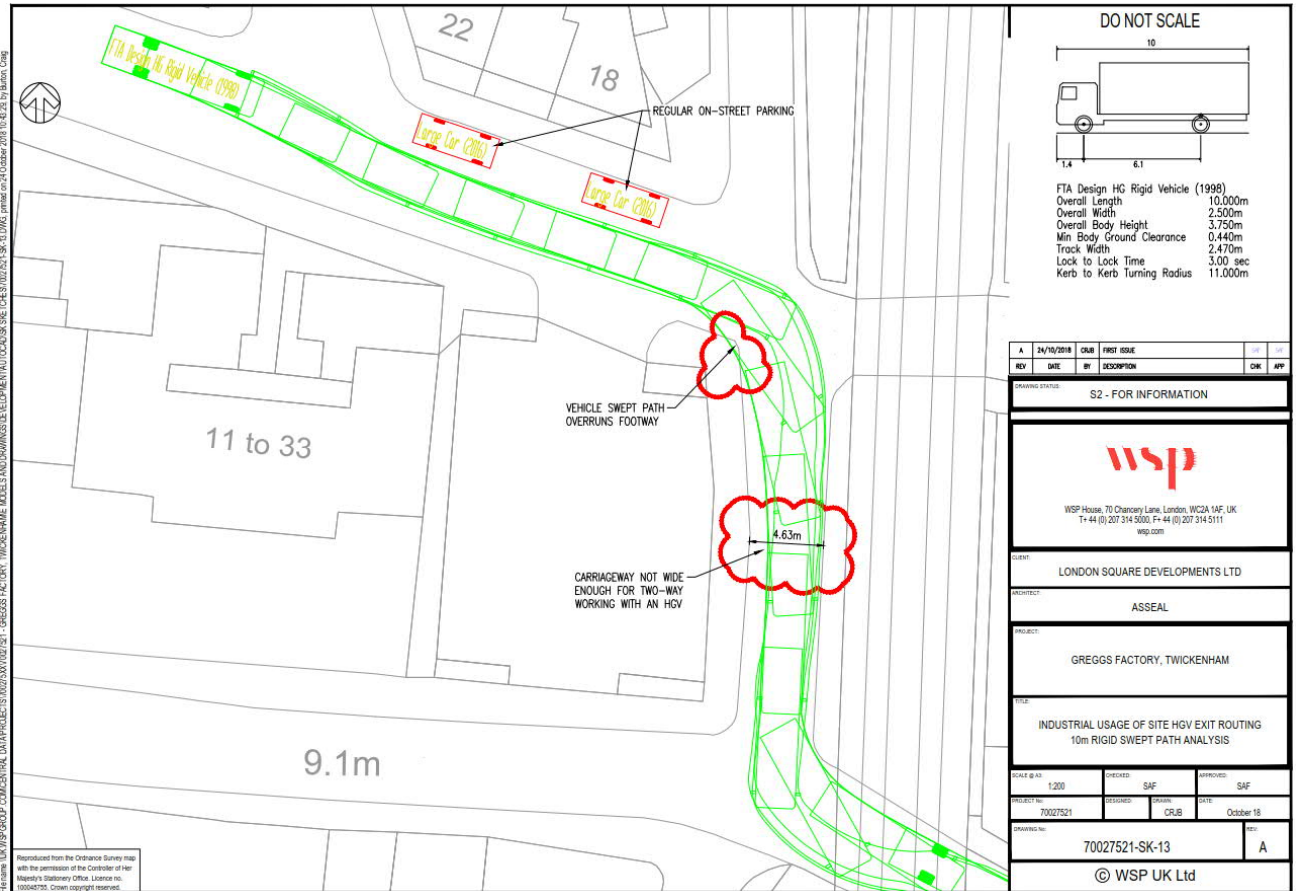 22
18
FTA Design HG Rigid Vehicle (1998)
REGULAR ON-STREET PARKING
Large Car (2016)
Large Car (2016)
VEHICLE SWEPT PATH
OVERRUNS FOOTWAY
11 to 33
4.63m
CARRIAGEWAY NOT WIDE
ENOUGH FOR TWO-WAY
WORKING WITH AN HGV
9.1m
Reproduced from the Ordnance Survey map
with the permission of the Controller of Her
Majesty's Stationery Office. Licence no.
100048755. Crown copyright reserved.
DO NOT SCALE
10
1.4 6.1
FTA Design HG Rigid Vehicle (1998)
Overall Length 10.000m
Overall Width 2.500m
Overall Body Height 3.750m
Min Body Ground Clearance 0.440m
Track Width 2.470m
Lock to Lock Time 3.00 sec
Kerb to Kerb Turning Radius 11.000m
A 24/10/2018 CRJB FIRST ISSUE SAF SAF
REV DATE BY DESCRIPTION CHK APP
DRAWING STATUS:
S2 - FOR INFORMATION
wsp
WSP House, 70 Chancery Lane, London, WC2A 1AF, UK
T+ 44 (0) 207 314 5000, F+ 44 (0) 207 314 5111
wsp.com
CLIENT:
LONDON SQUARE DEVELOPMENTS LTD
ARCHITECT:
ASSEAL
PROJECT:
GREGGS FACTORY, TWICKENHAM
TITLE:
INDUSTRIAL USAGE OF SITE HGV EXIT ROUTING
10m RIGID SWEPT PATH ANALYSIS
SCALE @ A3: CHECKED: APPROVED:
1:200 SAF SAF
PROJECT No: DESIGNED: DRAWN: DATE:
70027521 CRJB October 18
DRAWING No: REV:
70027521-SK-13 A
© WSP UK Ltd